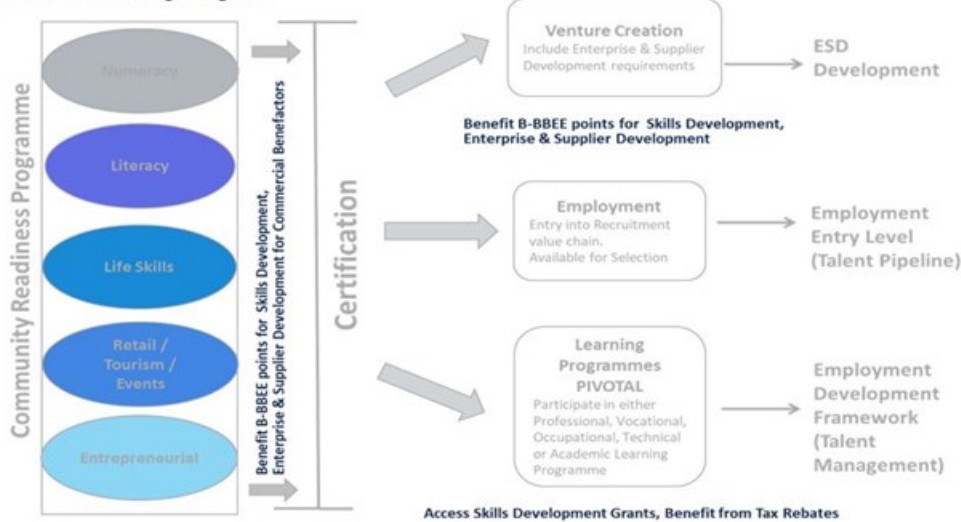 Community Readiness Programme
Numeracy
Literacy
Life Skills
Retail /
Tourism /
Events
Entrepreneurial
Benefit B-BBEE points for Skills Development,
Enterprise & Supplier Development for Commercial Benefactors
Certification
Venture Creation
Include Enterprise & Supplier
Development requirements
ESD
Development
Benefit B-BBEE points for Skills Development,
Enterprise & Supplier Development
Employment
Entry into Recruitment
value chain.
Available for Selection
Employment
Entry Level
(Talent Pipeline)
Learning
Programmes
PIVOTAL
Participate in either
Professional, Vocational,
Occupational, Technical
or Academic Learning
Programme
Employment
Development
Framework
(Talent
Management)
Access Skills Development Grants, Benefit from Tax Rebates